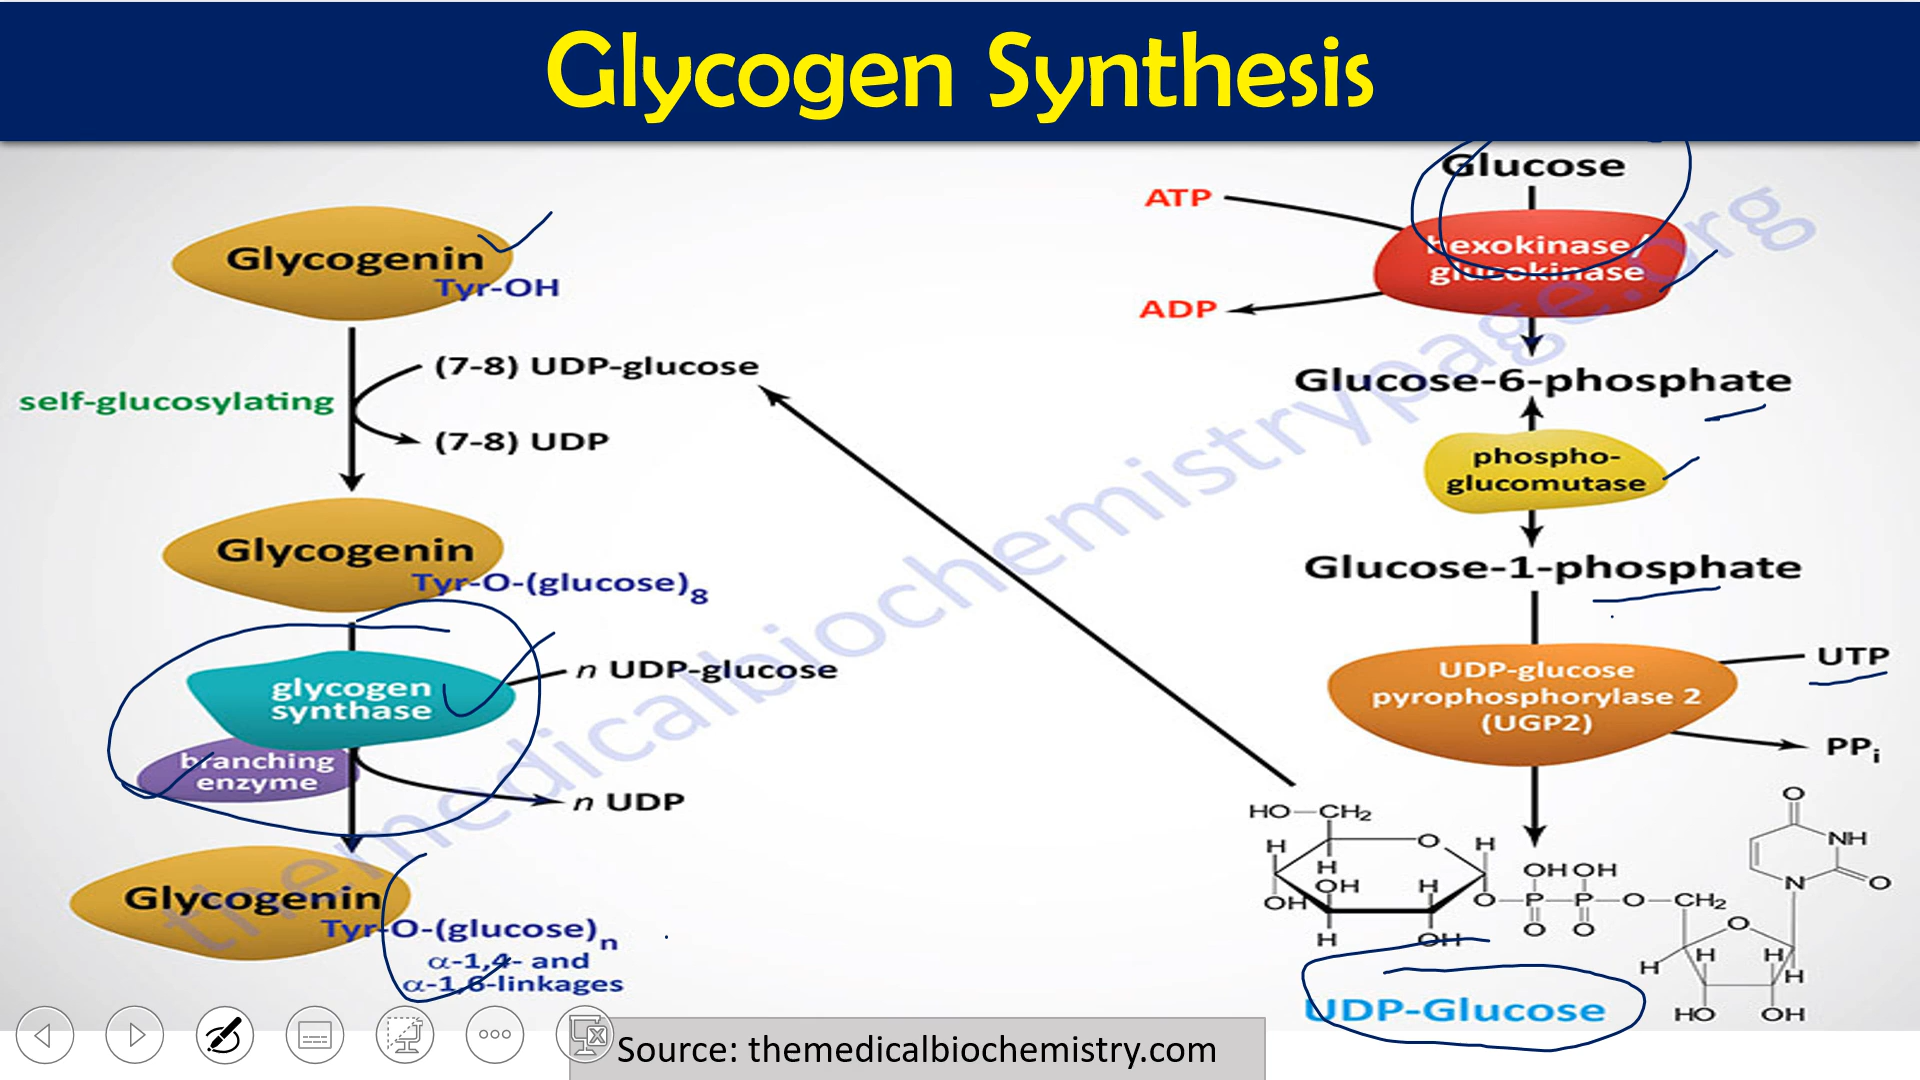 Glycogen Synthesis
Glycogenin
Tyr-OH
self-glucosylating
(7-8) UDP-glucose
(7-8) UDP
Glycogenin
Tyr-O-(glucose)8
glycogen
synthase
branching
enzyme
n UDP-glucose
n UDP
Glycogenin
Tyr-O-(glucose)n
α-1,4- and
α-1,6-linkages
Glucose
ATP
hexokinase/
glucokinase
ADP
Glucose-6-phosphate
phospho-
glucomutase
Glucose-1-phosphate
UDP-glucose
pyrophosphorylase 2
(UGP2)
UTP
PPi
HO CH2
H O H
H
OH H
OH O P P O CH2
H OH
OH OH
O O
O
NH
N O
O
H H H H
HO OH
UDP-Glucose
themedicalbiochemistrypage.org
Source: themedicalbiochemistry.com